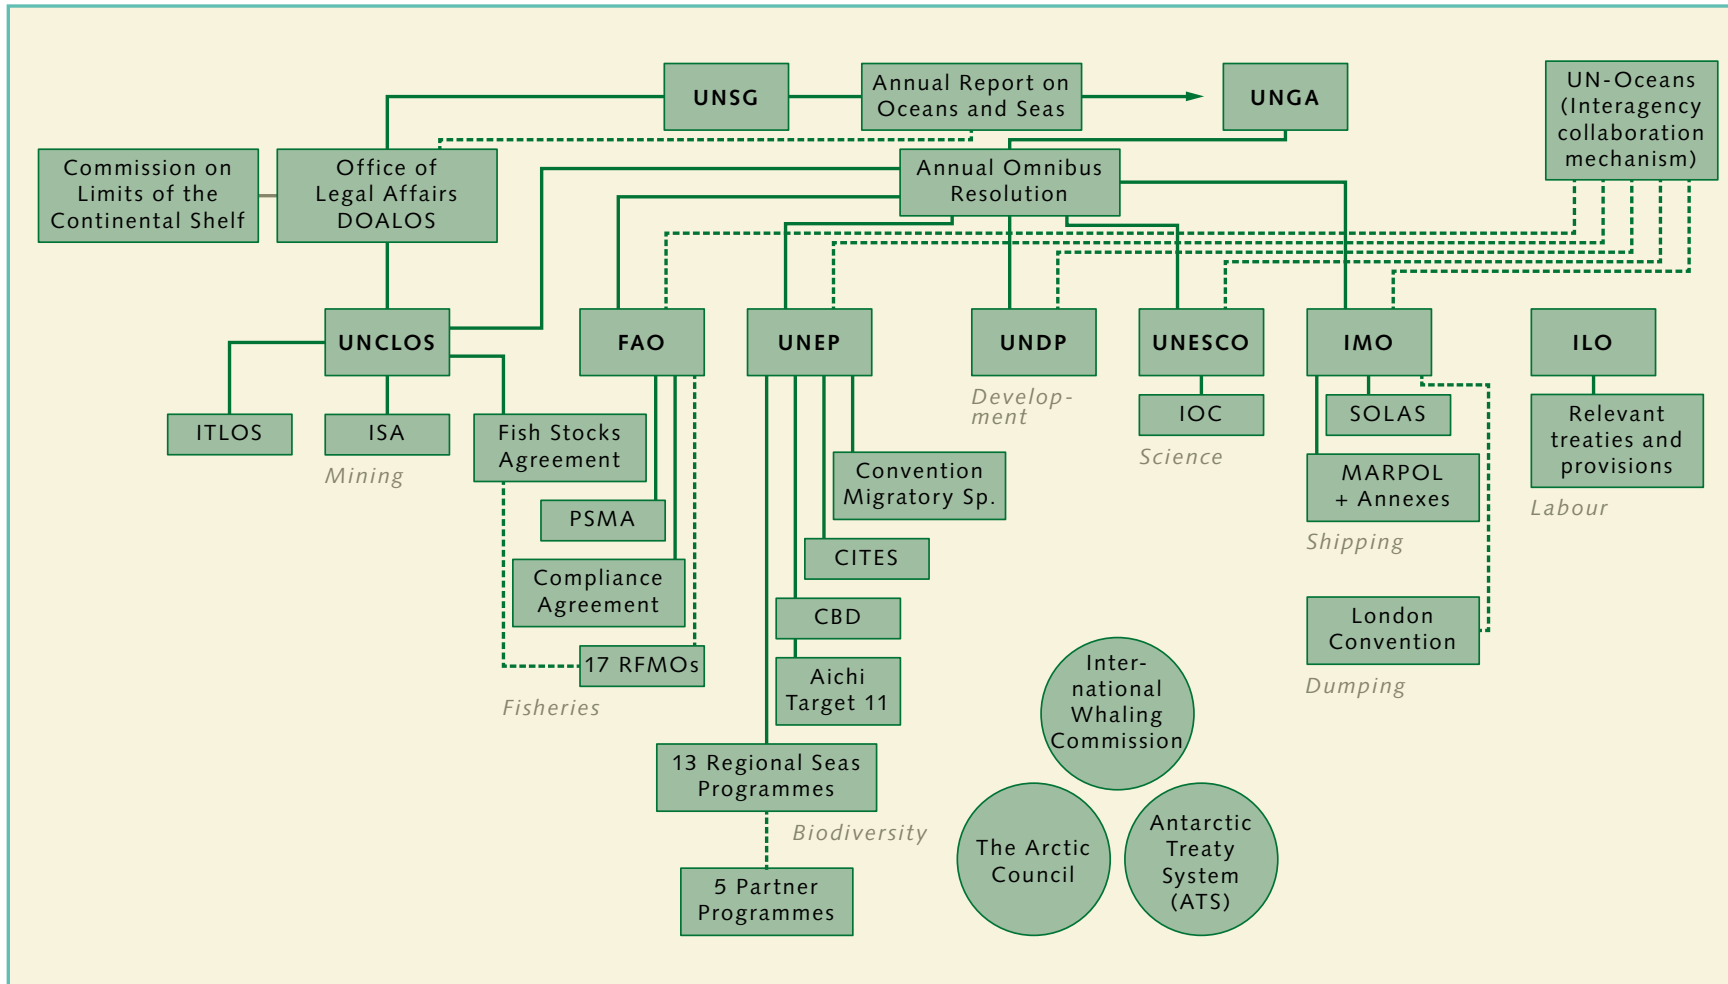 UNSG
Annual Report on
Oceans and Seas
UNGA
UN-Oceans
(Interagency
collaboration
mechanism)
Commission on
Limits of the
Continental Shelf
Office of
Legal Affairs
DOALOS
Annual Omnibus
Resolution
UNCLOS
FAO
UNEP
UNDP
UNESCO
IMO
ILO
Develop-
ment
ITLOS
ISA
Mining
Fish Stocks
Agreement
IOC
Science
SOLAS
Relevant
treaties and
provisions
Labour
Convention
Migratory Sp.
MARPOL
+ Annexes
Shipping
PSMA
CITES
Compliance
Agreement
CBD
London
Convention
Dumping
17 RFMOs
Fisheries
Aichi
Target 11
Inter-
national
Whaling
Commission
13 Regional Seas
Programmes
Biodiversity
The Arctic
Council
Antarctic
Treaty
System
(ATS)
5 Partner
Programmes